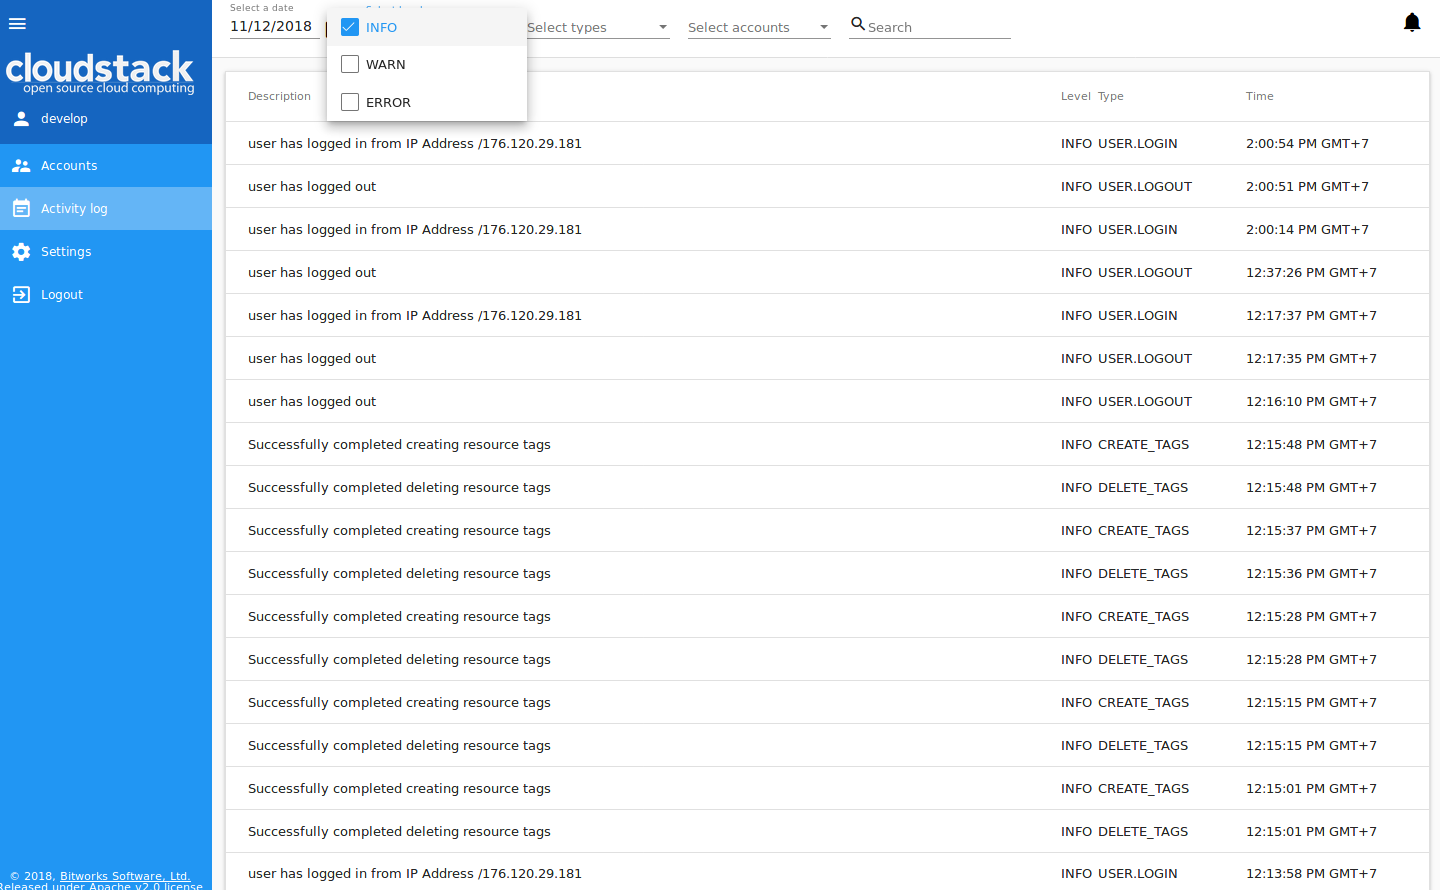 Select a date
11/12/2018
INFO
WARN
ERROR
Select types
Select accounts
Search
cloudstack
open source cloud computing
develop
Accounts
Activity log
Settings
Logout
© 2018, Bitworks Software, Ltd.
Released under Apache v2.0 license
Description Level Type Time
user has logged in from IP Address /176.120.29.181 INFO USER.LOGIN 2:00:54 PM GMT+7
user has logged out INFO USER.LOGOUT 2:00:51 PM GMT+7
user has logged in from IP Address /176.120.29.181 INFO USER.LOGIN 2:00:14 PM GMT+7
user has logged out INFO USER.LOGOUT 12:37:26 PM GMT+7
user has logged in from IP Address /176.120.29.181 INFO USER.LOGIN 12:17:37 PM GMT+7
user has logged out INFO USER.LOGOUT 12:17:35 PM GMT+7
user has logged out INFO USER.LOGOUT 12:16:10 PM GMT+7
Successfully completed creating resource tags INFO CREATE_TAGS 12:15:48 PM GMT+7
Successfully completed deleting resource tags INFO DELETE_TAGS 12:15:48 PM GMT+7
Successfully completed creating resource tags INFO CREATE_TAGS 12:15:37 PM GMT+7
Successfully completed deleting resource tags INFO DELETE_TAGS 12:15:36 PM GMT+7
Successfully completed creating resource tags INFO CREATE_TAGS 12:15:28 PM GMT+7
Successfully completed deleting resource tags INFO DELETE_TAGS 12:15:28 PM GMT+7
Successfully completed creating resource tags INFO CREATE_TAGS 12:15:15 PM GMT+7
Successfully completed deleting resource tags INFO DELETE_TAGS 12:15:15 PM GMT+7
Successfully completed creating resource tags INFO CREATE_TAGS 12:15:01 PM GMT+7
Successfully completed deleting resource tags INFO DELETE_TAGS 12:15:01 PM GMT+7
user has logged in from IP Address /176.120.29.181 INFO USER.LOGIN 12:13:58 PM GMT+7